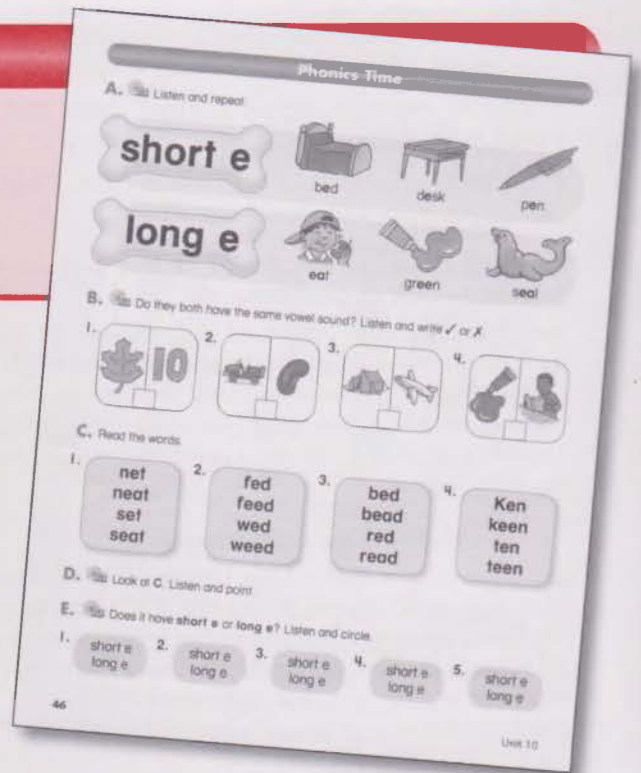 Phonics Time
A. Listen and repeat.
short e
bed
desk
pen
long e
eat
green
seal
B. Do they both have the same vowel sound? Listen and write ✓ or ✗.
1.
10
2.
3.
4.
C. Read the words.
1.
net
neat
set
seat
2.
fed
feed
wed
weed
3.
bed
bead
red
read
4.
Ken
keen
ten
teen
D. Look at C. Listen and point.
E. Does it have short e or long e? Listen and circle.
1.
short e
long e
2.
short e
long e
3.
short e
long e
4.
short e
long e
5.
short e
long e
46
Unit 10